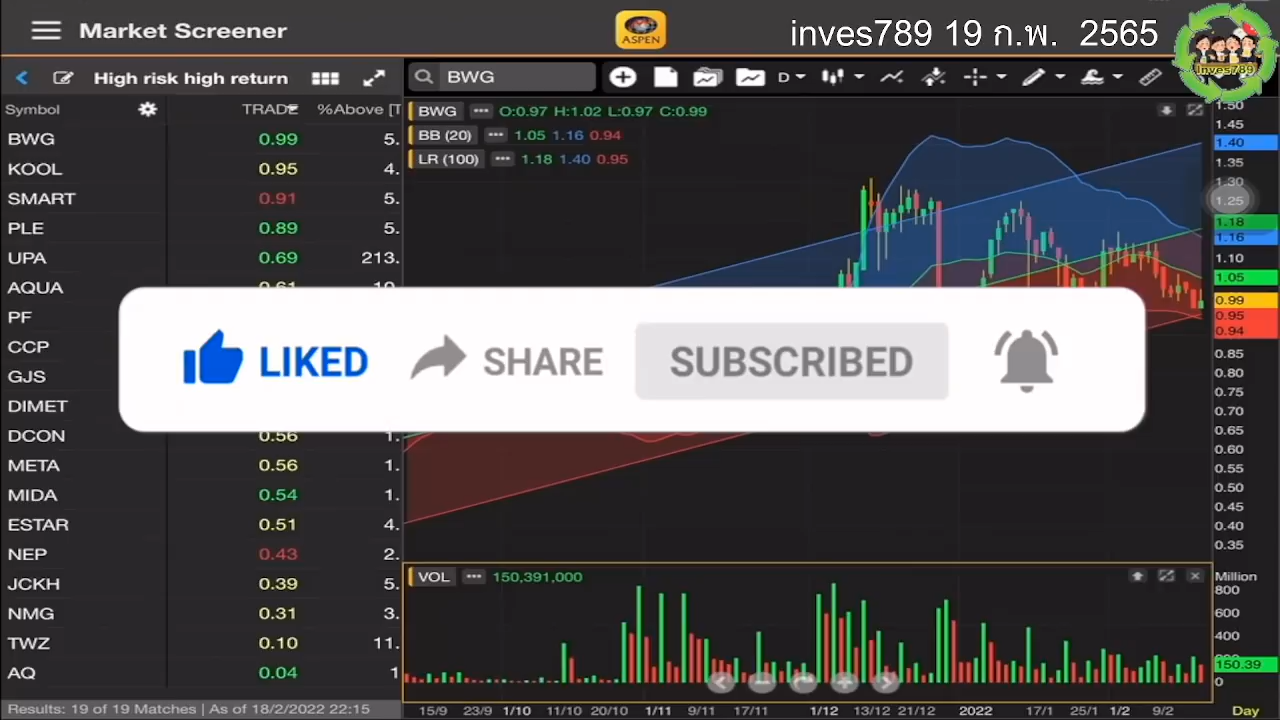 Market Screener
ASPEN
inves789 19 ก.พ. 2565
Inves789
High risk high return
BWG
D
Symbol TRADE %Above [T
BWG 0.99 5.
KOOL 0.95 4.
SMART 0.91 5.
PLE 0.89 5.
UPA 0.69 213.
AQUA
PF
CCP
GJS
DIMET
DCON 0.56 1.
META 0.56 1.
MIDA 0.54 1.
ESTAR 0.51 4.
NEP 0.43 2.
JCKH 0.39 5.
NMG 0.31 3.
TWZ 0.10 11.
AQ 0.04 1
Results: 19 of 19 Matches | As of 18/2/2022 22:15
BWG O:0.97 H:1.02 L:0.97 C:0.99
BB (20) 1.05 1.16 0.94
LR (100) 1.18 1.40 0.95
LIKED SHARE SUBSCRIBED
1.50
1.45
1.40
1.35
1.30
1.25
1.18
1.16
1.10
1.05
0.99
0.95
0.94
0.85
0.80
0.75
0.70
0.65
0.60
0.55
0.50
0.45
0.40
0.35
VOL 150,391,000
Million
800
600
400
150.39
0
15/9 23/9 1/10 11/10 20/10 1/11 9/11 17/11 1/12 13/12 21/12 2022 17/1 25/1 1/2 9/2 Day